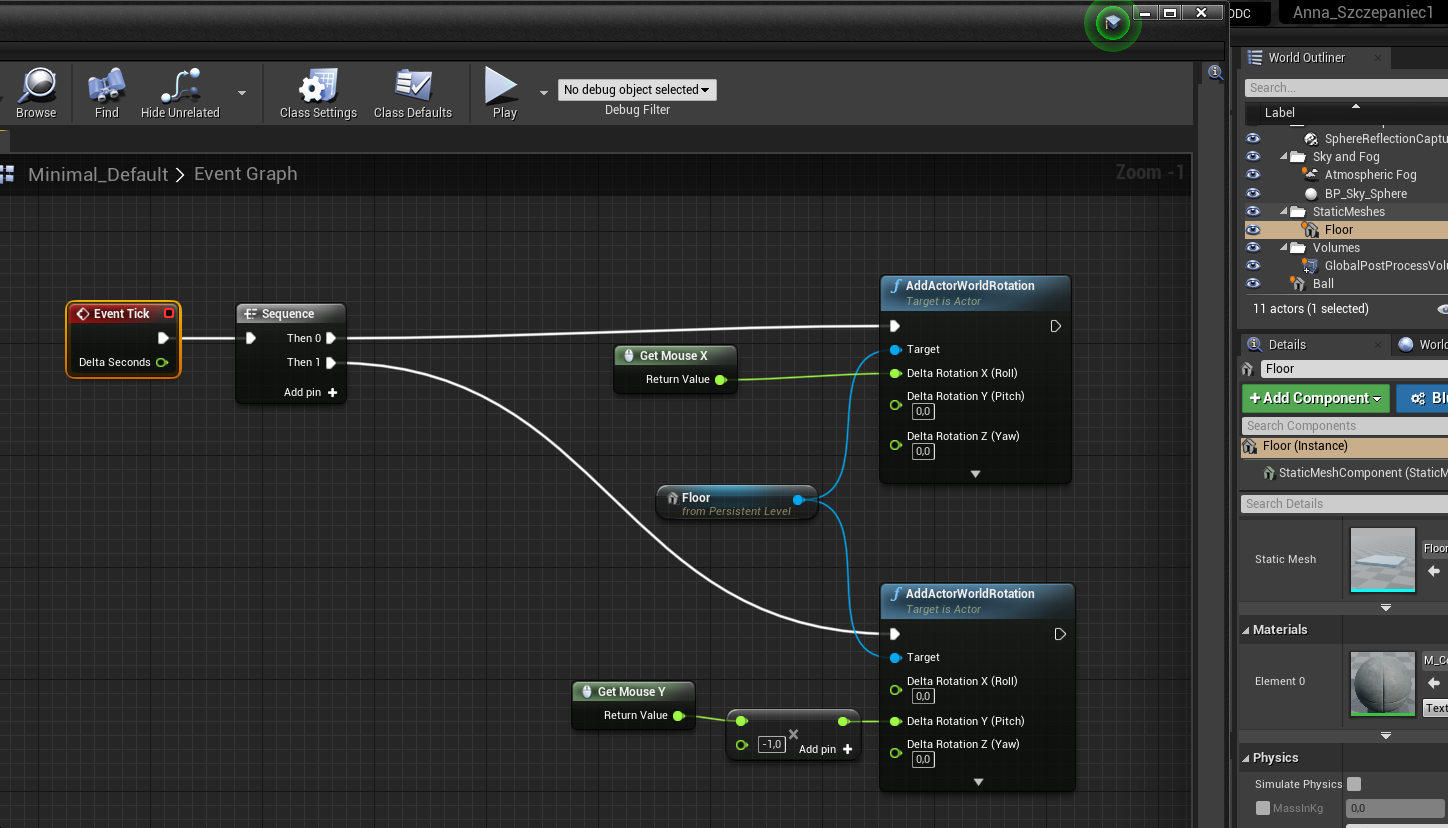 DC
Anna_Szczepaniec1
Browse
Find
Hide Unrelated
Class Settings
Class Defaults
Play
No debug object selected
Debug Filter
Minimal_Default > Event Graph
Zoom -1
Event Tick
Delta Seconds
Sequence
Then 0
Then 1
Add pin +
Get Mouse X
Return Value
AddActorWorldRotation
Target is Actor
Target
Delta Rotation X (Roll)
Delta Rotation Y (Pitch)
0,0
Delta Rotation Z (Yaw)
0,0
Floor
from Persistent Level
Get Mouse Y
Return Value
-1,0
×
Add pin +
AddActorWorldRotation
Target is Actor
Target
Delta Rotation X (Roll)
0,0
Delta Rotation Y (Pitch)
Delta Rotation Z (Yaw)
0,0
World Outliner
Search...
Label
SphereReflectionCaptu
Sky and Fog
Atmospheric Fog
BP_Sky_Sphere
StaticMeshes
Floor
Volumes
GlobalPostProcessVolu
Ball
11 actors (1 selected)
Details
World
Floor
+ Add Component
Blu
Search Components
Floor (Instance)
StaticMeshComponent (StaticM
Search Details
Static Mesh
Floor
Materials
Element 0
M_Co
Text
Physics
Simulate Physics
MassInKg
0,0